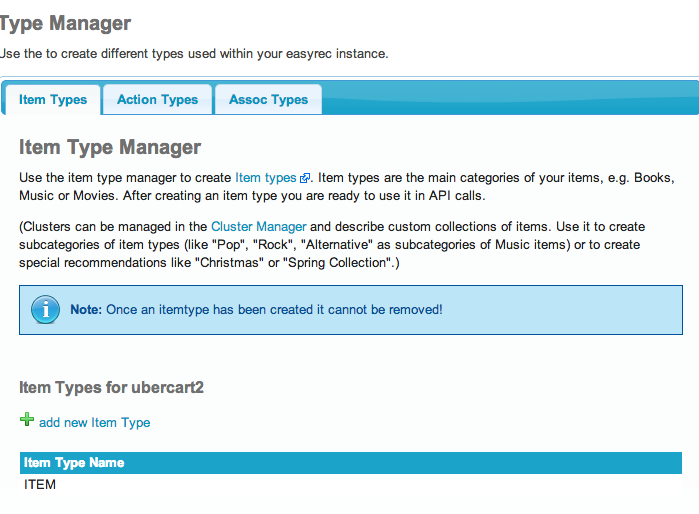 Type Manager
Use the to create different types used within your easyrec instance.
Item Types Action Types Assoc Types
Item Type Manager
Use the item type manager to create Item types. Item types are the main categories of your items, e.g. Books,
Music or Movies. After creating an item type you are ready to use it in API calls.
(Clusters can be managed in the Cluster Manager and describe custom collections of items. Use it to create
subcategories of item types (like "Pop", "Rock", "Alternative" as subcategories of Music items) or to create
special recommendations like "Christmas" or "Spring Collection".)
Note: Once an itemtype has been created it cannot be removed!
Item Types for ubercart2
add new Item Type
Item Type Name
ITEM